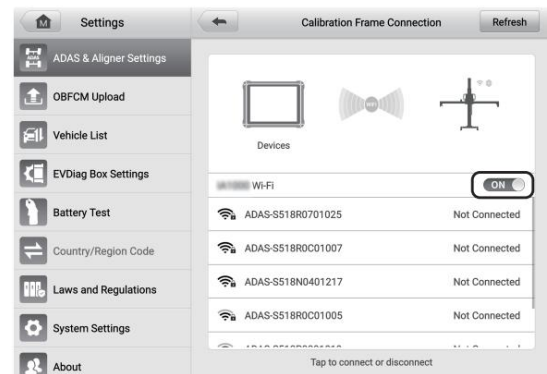 Settings
Calibration Frame Connection
Refresh
ADAS & Aligner Settings
OBFCM Upload
Vehicle List
EVDiag Box Settings
Battery Test
Country/Region Code
Laws and Regulations
System Settings
About
WiFi
Devices
Wi-Fi
ON
ADAS-S518R0701025 Not Connected
ADAS-S518R0C01007 Not Connected
ADAS-S518N0401217 Not Connected
ADAS-S518R0C01005 Not Connected
Tap to connect or disconnect